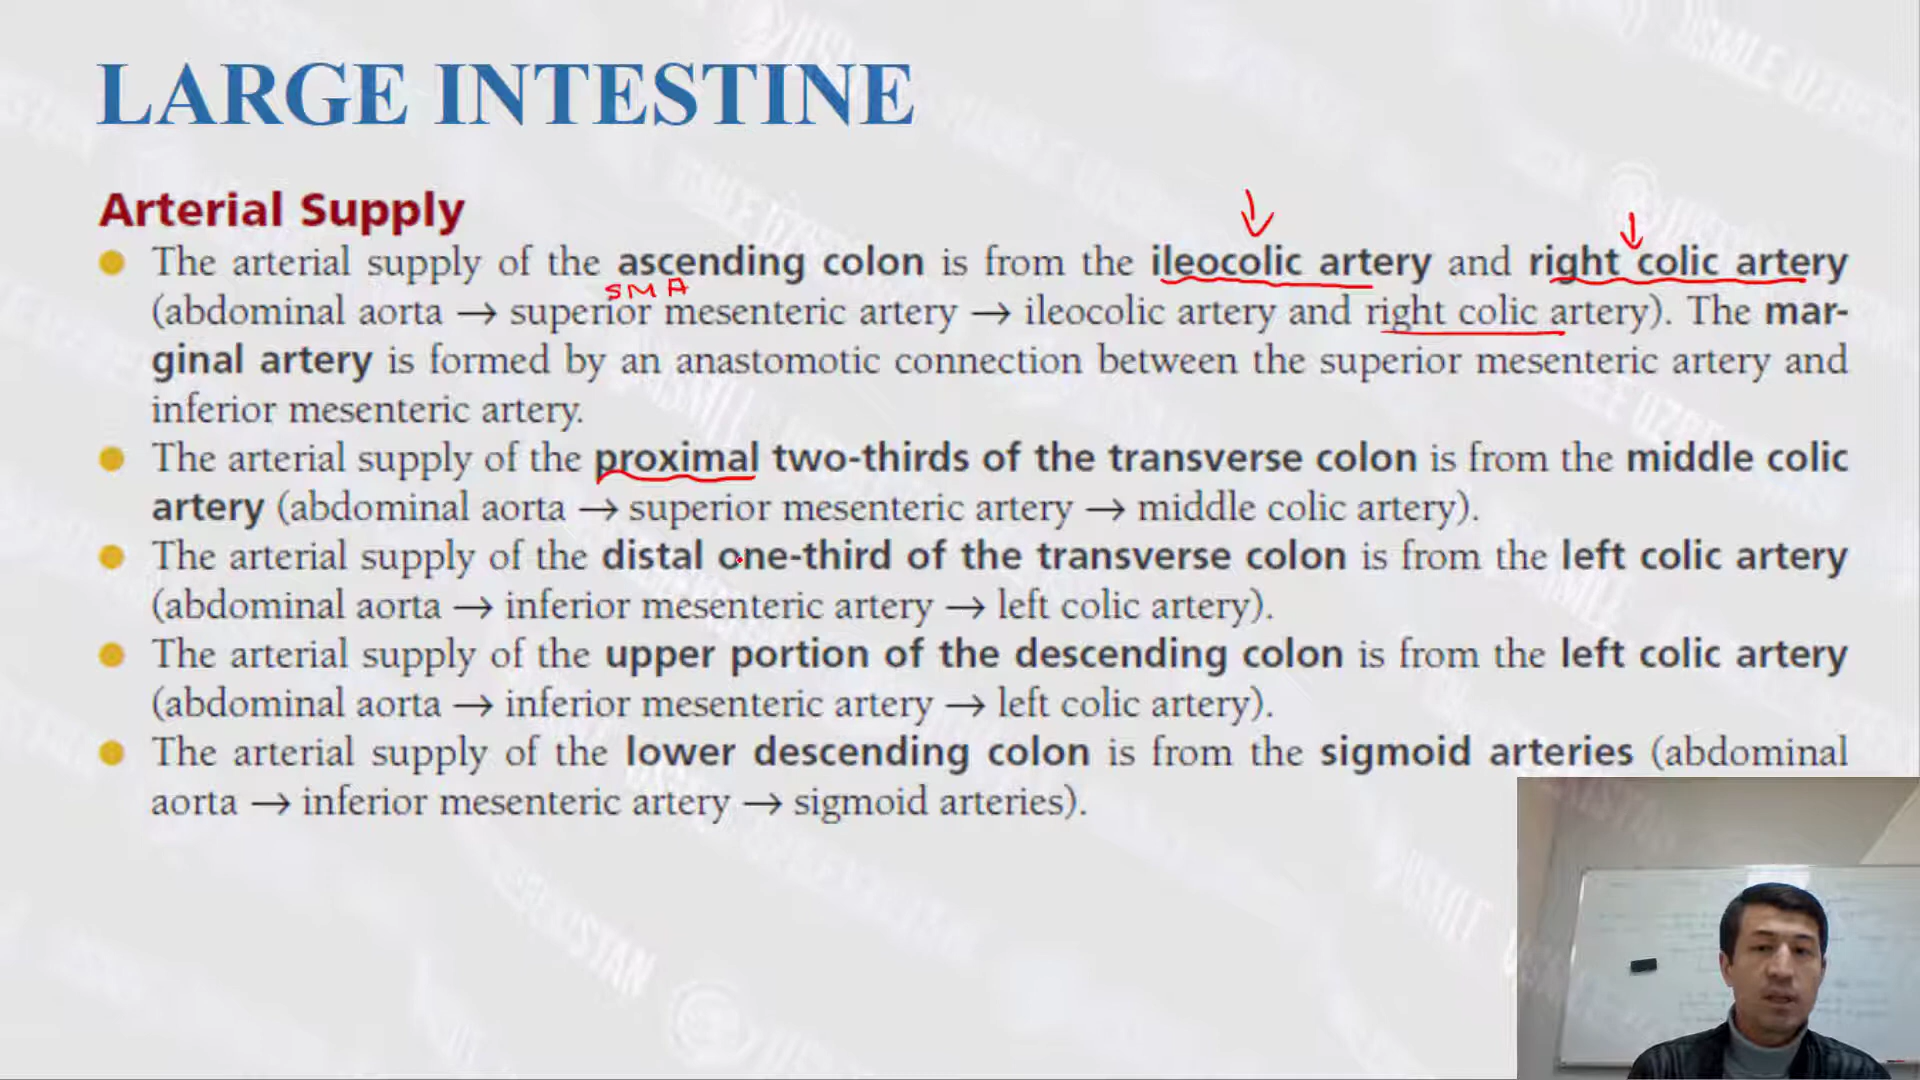 LARGE INTESTINE
Arterial Supply
The arterial supply of the ascending colon is from the ileocolic artery and right colic artery
SMA
(abdominal aorta → superior mesenteric artery → ileocolic artery and right colic artery). The mar-
ginal artery is formed by an anastomotic connection between the superior mesenteric artery and
inferior mesenteric artery.
The arterial supply of the proximal two-thirds of the transverse colon is from the middle colic
artery (abdominal aorta → superior mesenteric artery → middle colic artery).
The arterial supply of the distal one-third of the transverse colon is from the left colic artery
(abdominal aorta → inferior mesenteric artery → left colic artery).
The arterial supply of the upper portion of the descending colon is from the left colic artery
(abdominal aorta → inferior mesenteric artery → left colic artery).
The arterial supply of the lower descending colon is from the sigmoid arteries (abdominal
aorta → inferior mesenteric artery → sigmoid arteries).